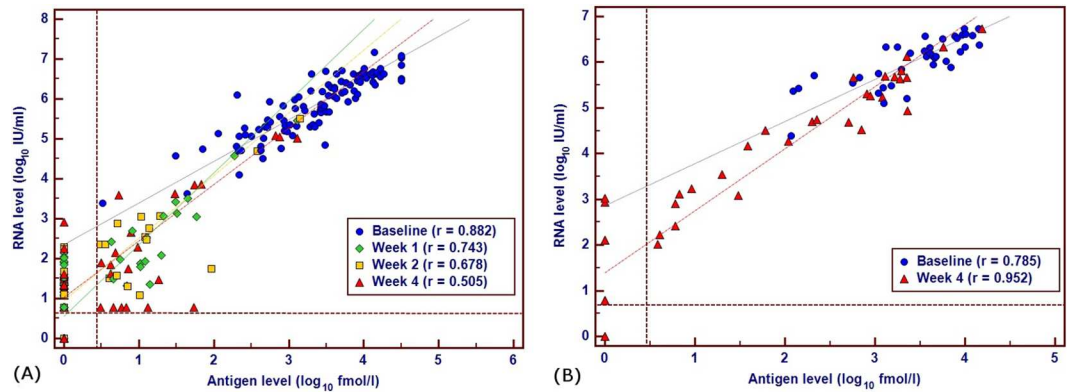 8
7
6
5
4
3
2
1
0
RNA level (log10 IU/ml)
Baseline (r = 0.882)
Week 1 (r = 0.743)
Week 2 (r = 0.678)
Week 4 (r = 0.505)
0 1 2 3 4 5 6
(A) Antigen level (log10 fmol/l)
7
6
5
4
3
2
1
0
RNA level (log10 IU/ml)
Baseline (r = 0.785)
Week 4 (r = 0.952)
0 1 2 3 4 5
(B) Antigen level (log10 fmol/l)